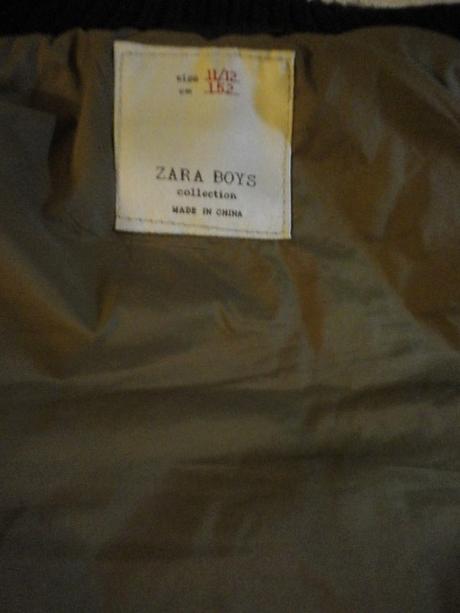 size 11/12
cm 152
ZARA BOYS
collection
MADE IN CHINA